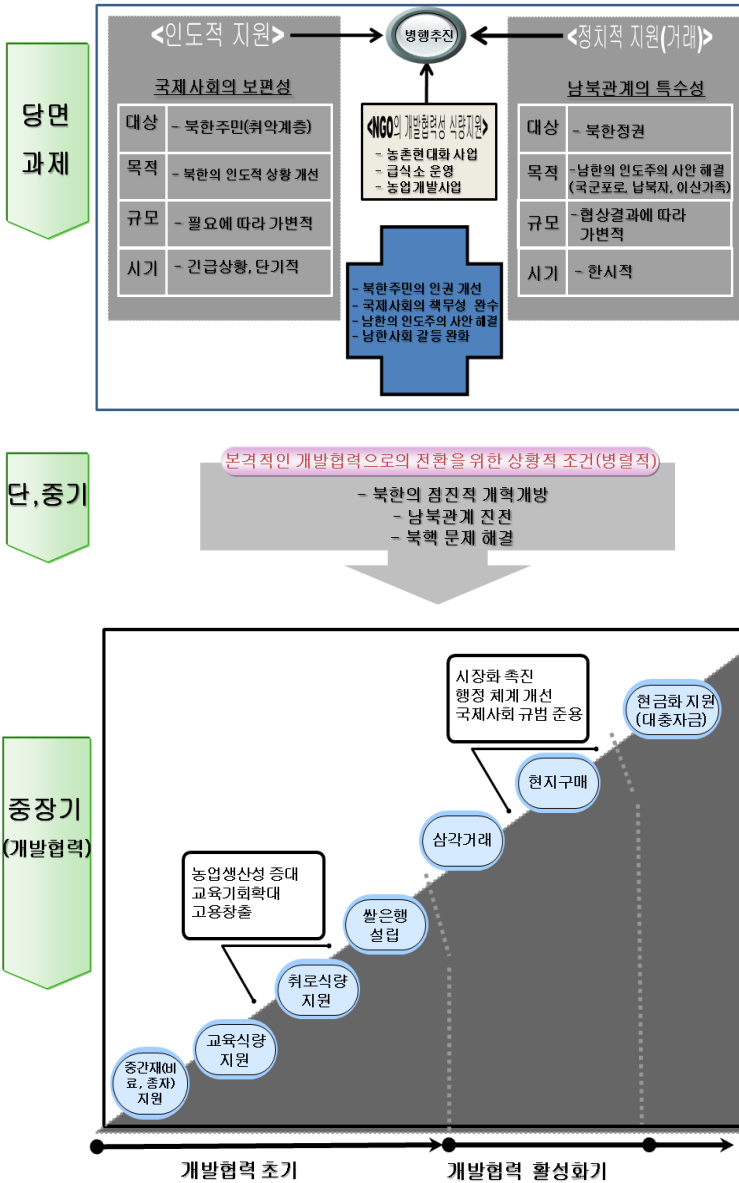 당면
과제
<인도적 지원>
국제사회의 보편성
대상
- 북한주민(취약계층)
목적
- 북한의 인도적 상황 개선
규모
- 필요에 따라 가변적
시기
- 긴급상황, 단기적
병행추진
<NGO의 개발협력성 식량지원>
- 농촌현대화 사업
- 급식소 운영
- 농업개발사업
- 북한주민의 인권 개선
- 국제사회의 책무성 완수
- 남한의 인도주의 사안 해결
- 남한사회 갈등 완화
<정치적 지원(거래)>
남북관계의 특수성
대상
- 북한정권
목적
-남한의 인도주의 사안 해결
(국군포로, 납북자, 이산가족)
규모
-협상결과에 따라
가변적
시기
- 한시적
단,중기
본격적인 개발협력으로의 전환을 위한 상황적 조건(병렬적)
- 북한의 점진적 개혁개방
- 남북관계 진전
- 북핵 문제 해결
중장기
(개발협력)
시장화 촉진
행정 체계 개선
국제사회 규범 준용
현금화 지원
(대충자금)
현지구매
삼각거래
농업생산성 증대
교육기회확대
고용창출
쌀은행
설립
취로식량
지원
교육식량
지원
중간재(비
료, 종자)
지원
개발협력 초기
개발협력 활성화기